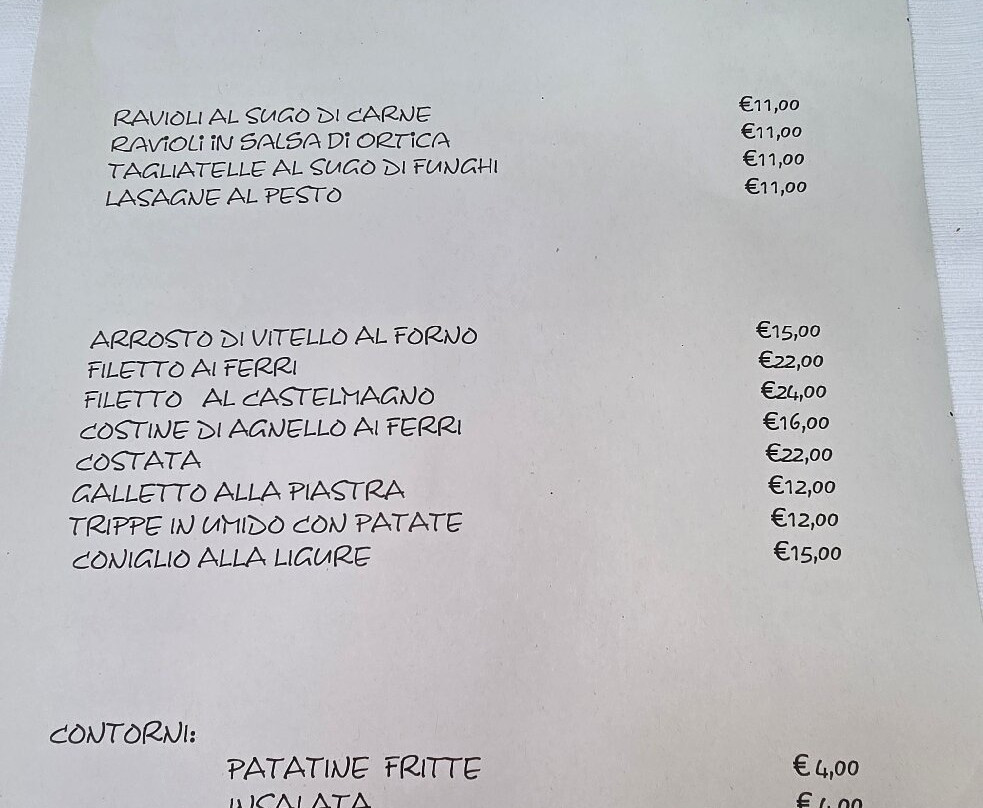 RAVIOLI AL SUGO DI CARNE €11,00
RAVIOLI IN SALSA DI ORTICA €11,00
TAGLIATELLE AL SUGO DI FUNGHI €11,00
LASAGNE AL PESTO €11,00
ARROSTO DI VITELLO AL FORNO €15,00
FILETTO AI FERRI €22,00
FILETTO AL CASTELMAGNO €24,00
COSTINE DI AGNELLO AI FERRI €16,00
COSTATA €22,00
GALLETTO ALLA PIASTRA €12,00
TRIPPE IN UMIDO CON PATATE €12,00
CONIGLIO ALLA LIGURE €15,00
CONTORNI:
PATATINE FRITTE € 4,00
INSALATA € 4,00